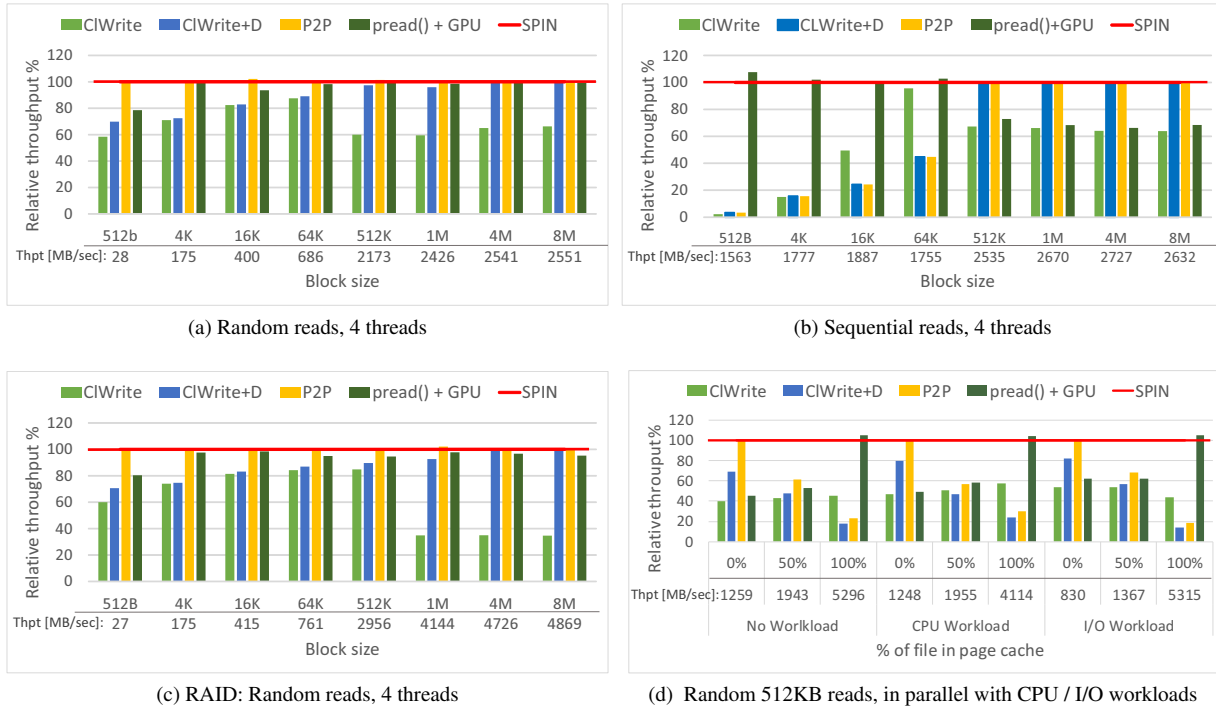 ClWrite ClWrite+D P2P pread() + GPU SPIN
Relative throughput %
120
100
80
60
40
20
0
512b 4K 16K 64K 512K 1M 4M 8M
Thpt [MB/sec]: 28 175 400 686 2173 2426 2541 2551
Block size
(a) Random reads, 4 threads
ClWrite CLWrite+D P2P pread()+GPU SPIN
Relative throughput %
120
100
80
60
40
20
0
512B 4K 16K 64K 512K 1M 4M 8M
Thpt [MB/sec]: 1563 1777 1887 1755 2535 2670 2727 2632
Block size
(b) Sequential reads, 4 threads
ClWrite ClWrite+D P2P pread() + GPU SPIN
Relative throughput %
120
100
80
60
40
20
0
512B 4K 16K 64K 512K 1M 4M 8M
Thpt [MB/sec]: 27 175 415 761 2956 4144 4726 4869
Block size
(c) RAID: Random reads, 4 threads
ClWrite ClWrite+D P2P pread() + GPU SPIN
Relative throuput %
120
100
80
60
40
20
0
0% 50% 100% 0% 50% 100% 0% 50% 100%
Thpt [MB/sec]: 1259 1943 5296 1248 1955 4114 830 1367 5315
No Worlkload CPU Workload I/O Workload
% of file in page cache
(d) Random 512KB reads, in parallel with CPU / I/O workloads